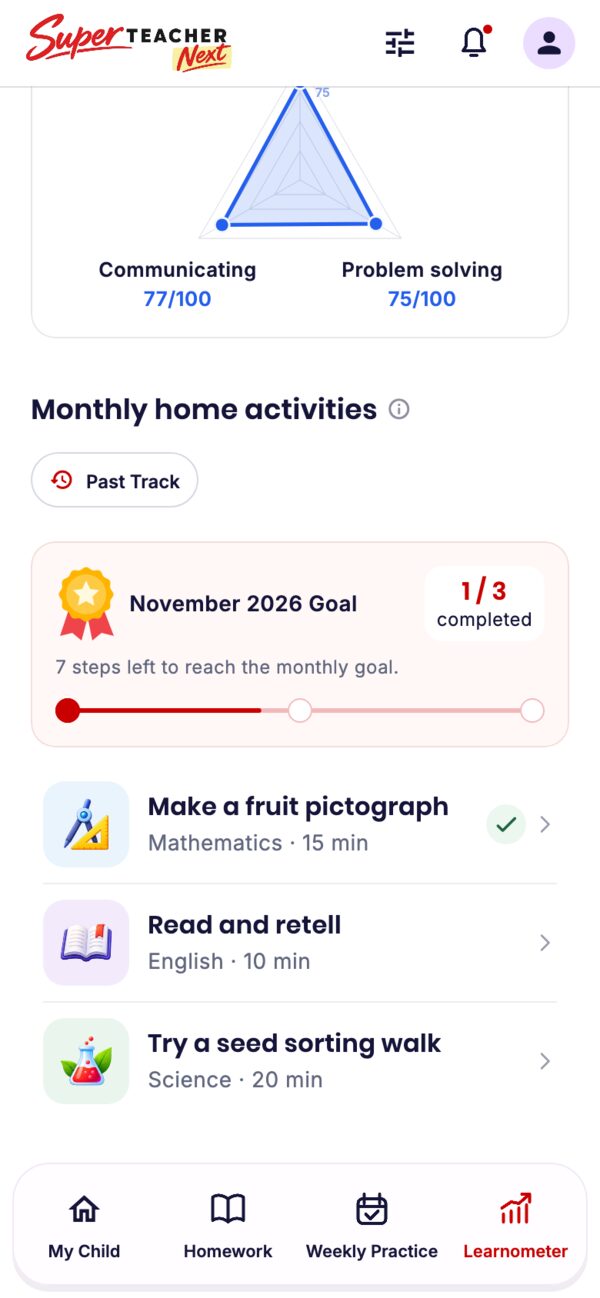 Super TEACHER
Next
75
Communicating
77/100
Problem solving
75/100
Monthly home activities
Past Track
November 2026 Goal
1 / 3
completed
7 steps left to reach the monthly goal.
Make a fruit pictograph
Mathematics · 15 min
Read and retell
English · 10 min
Try a seed sorting walk
Science · 20 min
My Child
Homework
Weekly Practice
Learnometer